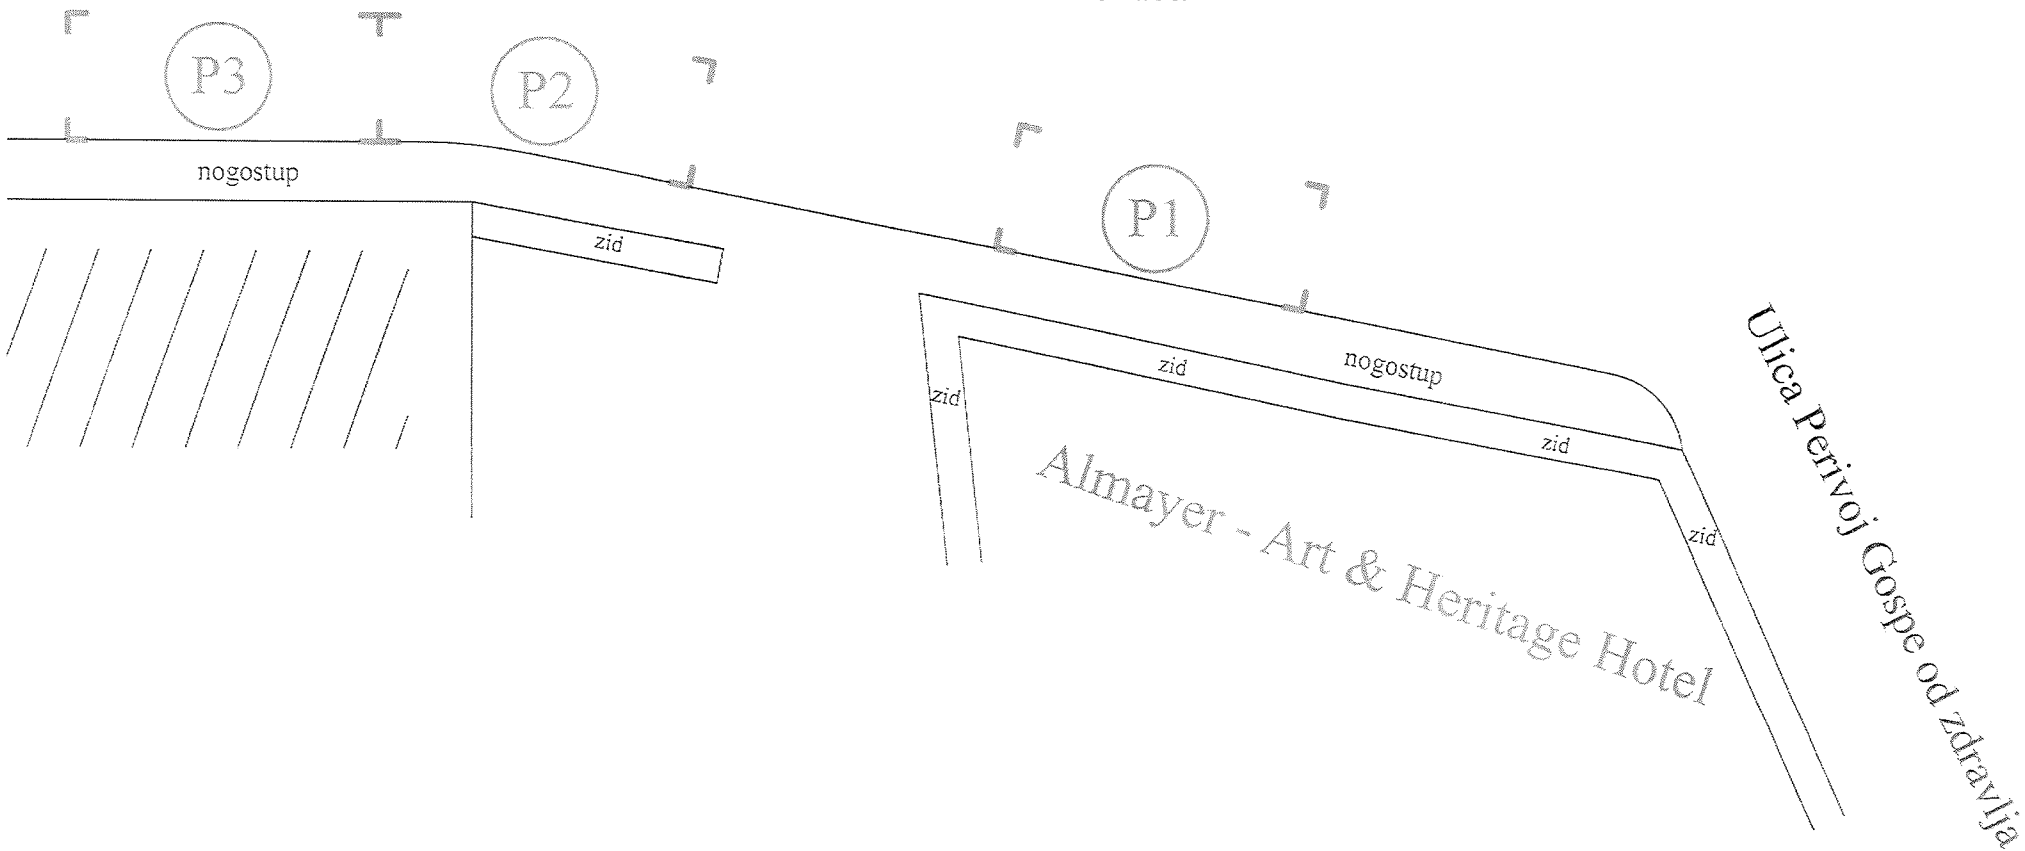 P3
P2
P1
nogostup
zid
nogostup
zid
zid
zid
zid
Almayer - Art & Heritage Hotel
Ulica Perivoj Gospe od zdravlja